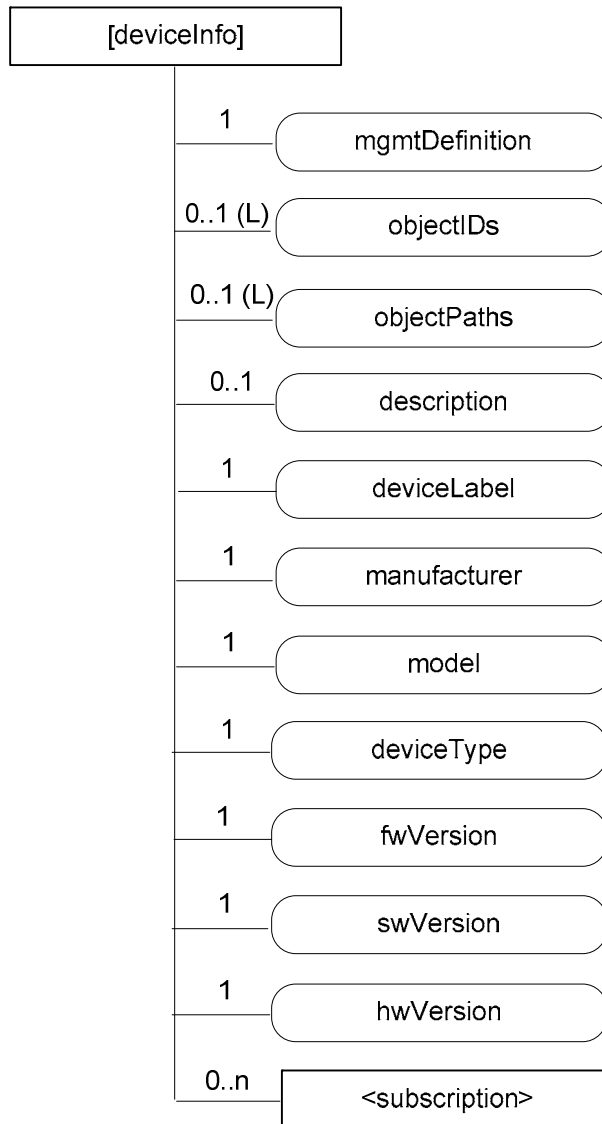 [deviceInfo]
1
mgmtDefinition
0..1 (L)
objectIDs
0..1 (L)
objectPaths
0..1
description
1
deviceLabel
1
manufacturer
1
model
1
deviceType
1
fwVersion
1
swVersion
1
hwVersion
0..n
<subscription>